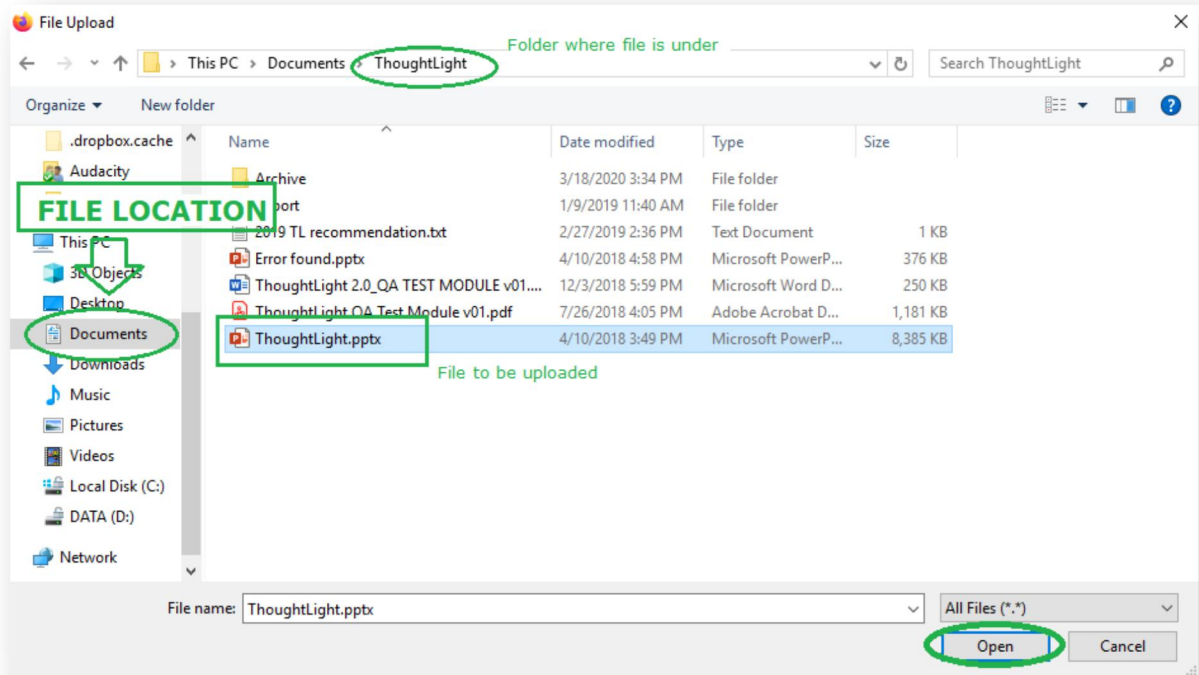 File Upload
Folder where file is under
This PC > Documents > ThoughtLight
Search ThoughtLight
Organize
New folder
.dropbox.cache
Audacity
FILE LOCATION
This PC
3D Objects
Desktop
Documents
Downloads
Music
Pictures
Videos
Local Disk (C:)
DATA (D:)
Network
Name Date modified Type Size
Archive 3/18/2020 3:34 PM File folder
port 1/9/2019 11:40 AM File folder
2019 TL recommendation.txt 2/27/2019 2:36 PM Text Document 1 KB
Error found.pptx 4/10/2018 4:58 PM Microsoft PowerP... 376 KB
ThoughtLight 2.0_QA TEST MODULE v01.... 12/3/2018 5:59 PM Microsoft Word D... 250 KB
ThoughtLight QA Test Module v01.pdf 7/26/2018 4:05 PM Adobe Acrobat D... 1,181 KB
ThoughtLight.pptx 4/10/2018 3:49 PM Microsoft PowerP... 8,385 KB
File to be uploaded
File name: ThoughtLight.pptx
All Files (*.*)
Open
Cancel